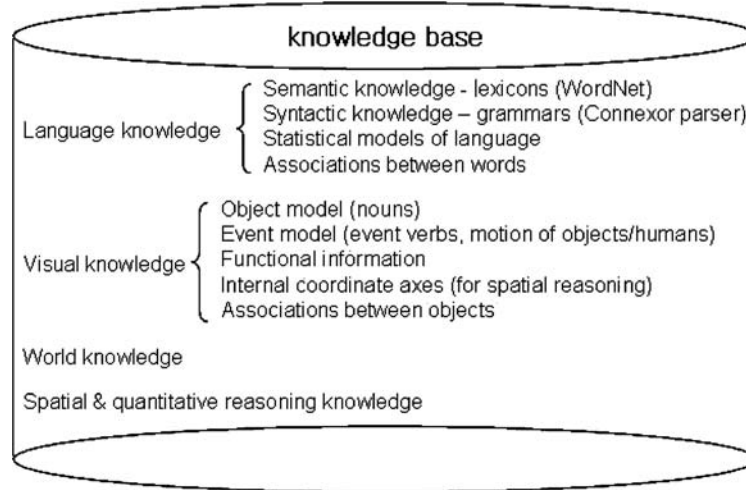 knowledge base
Semantic knowledge - lexicons (WordNet)
Syntactic knowledge – grammars (Connexor parser)
Language knowledge
Statistical models of language
Associations between words
Object model (nouns)
Event model (event verbs, motion of objects/humans)
Visual knowledge
Functional information
Internal coordinate axes (for spatial reasoning)
Associations between objects
World knowledge
Spatial & quantitative reasoning knowledge